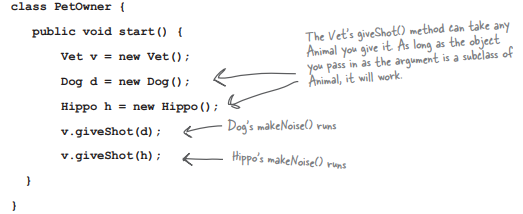 class PetOwner {
public void start() {
Vet v = new Vet();
Dog d = new Dog();
Hippo h = new Hippo();
v.giveShot(d);
v.giveShot(h);
}
}
The Vet's giveShot() method can take any
Animal you give it. As long as the object
you pass in as the argument is a subclass of
Animal, it will work.
Dog's makeNoise() runs
Hippo's makeNoise() runs